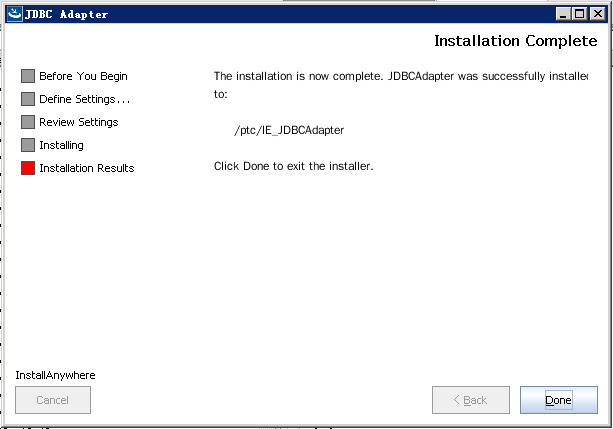 JDBC Adapter
Installation Complete
Before You Begin
Define Settings...
Review Settings
Installing
Installation Results
The installation is now complete. JDBCAdapter was successfully installe
to:
/ptc/IE_JDBCAdapter
Click Done to exit the installer.
InstallAnywhere
Cancel
< Back
Done